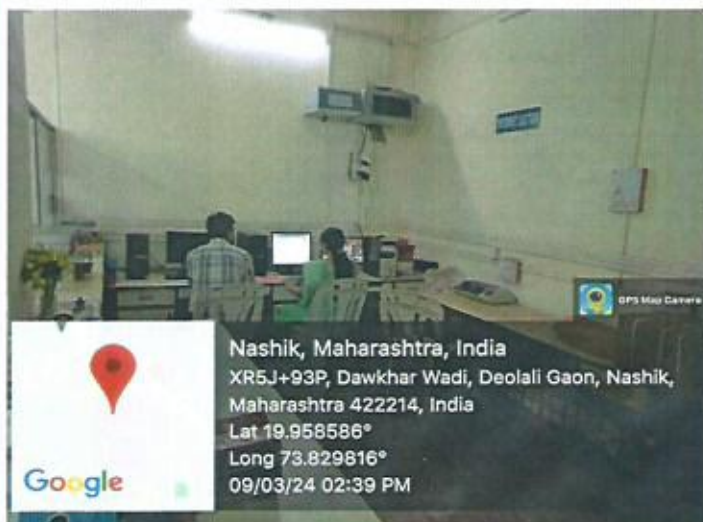 GPS Map Camera
Nashik, Maharashtra, India
XR5J+93P, Dawkhar Wadi, Deolali Gaon, Nashik,
Maharashtra 422214, India
Lat 19.958586°
Long 73.829816°
09/03/24 02:39 PM
Google